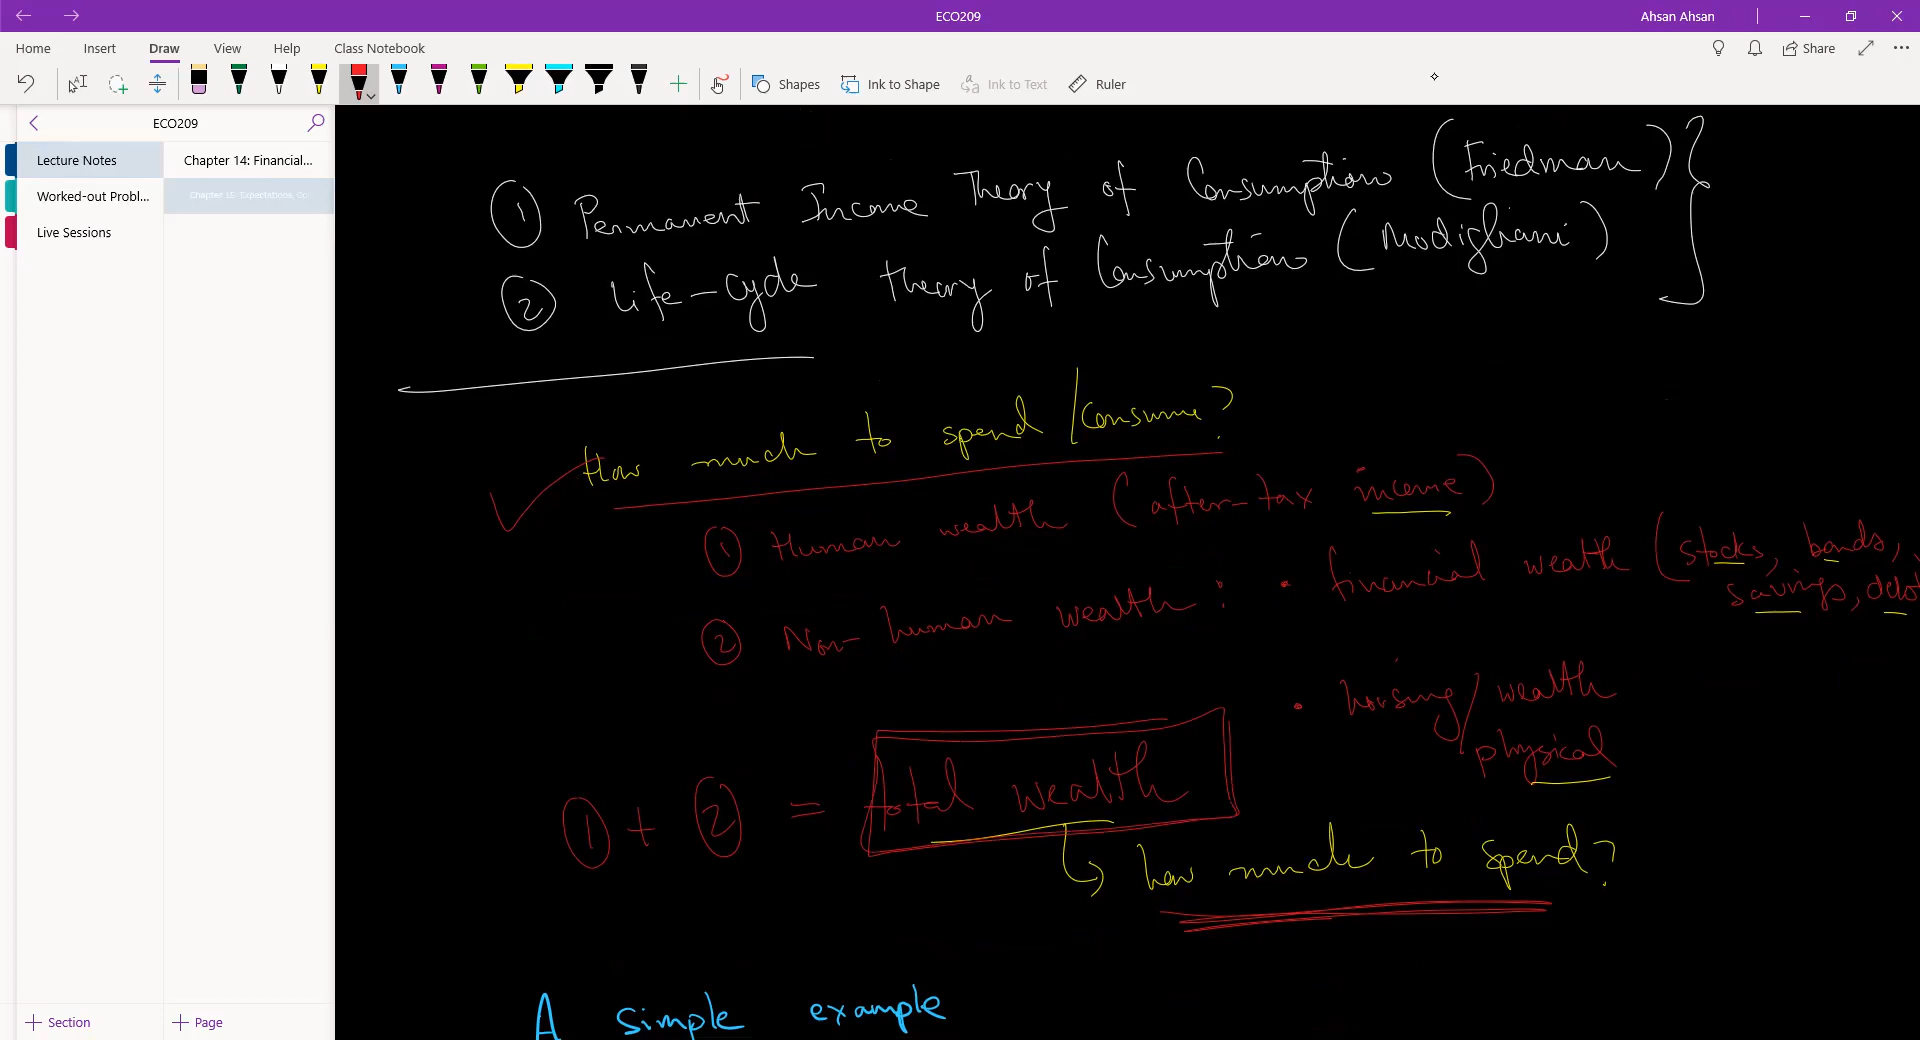 ECO209
Ahsan Ahsan
Home Insert Draw View Help Class Notebook
Share
Shapes Ink to Shape Ink to Text Ruler
ECO209
Lecture Notes
Worked-out Probl...
Live Sessions
Chapter 14: Financial...
Chapter 15: Expectations, Co
① Permanent Income Theory of Consumption (Friedman)
② Life-cycle theory of Consumption (Modigliani)
How much to spend/consume?
① Human wealth (after-tax income)
② Non-human wealth: • financial wealth (stocks, bonds,
savings, debt
• housing/ wealth
physical
① + ② = total wealth
how much to spend?
A simple example
+ Section
+ Page